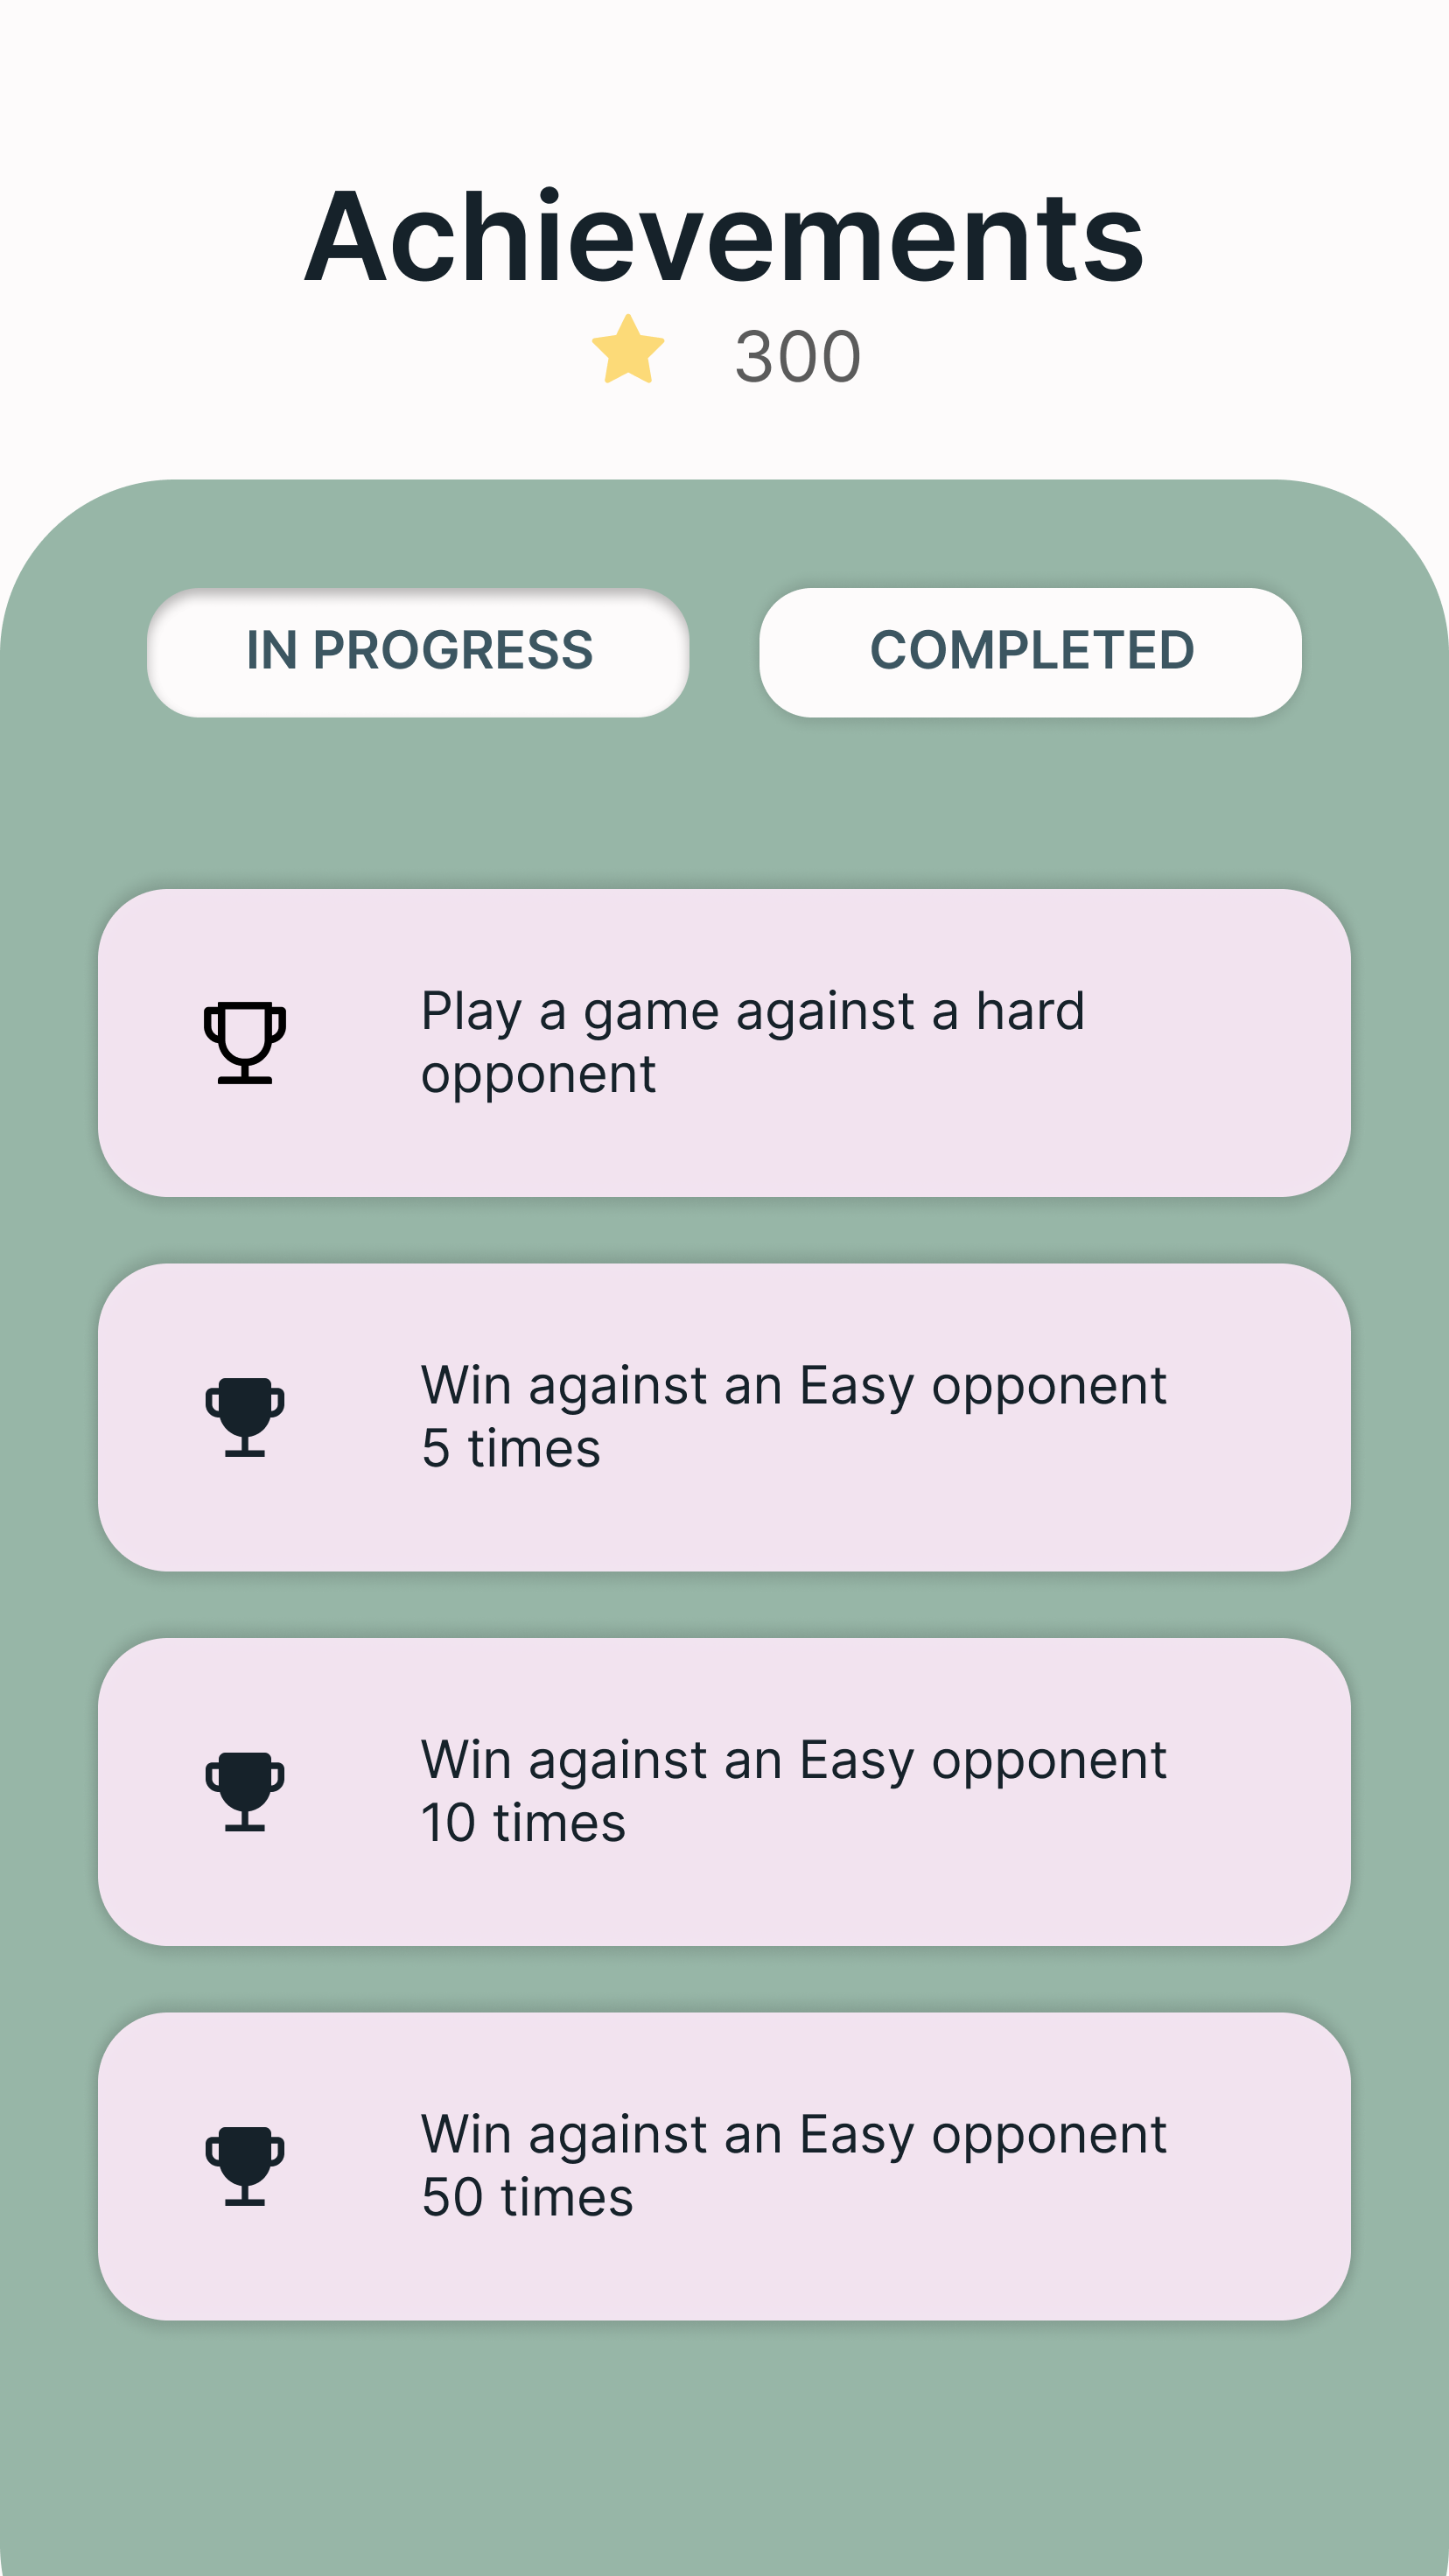 Achievements
300
IN PROGRESS
COMPLETED
Play a game against a hard
opponent
Win against an Easy opponent
5 times
Win against an Easy opponent
10 times
Win against an Easy opponent
50 times